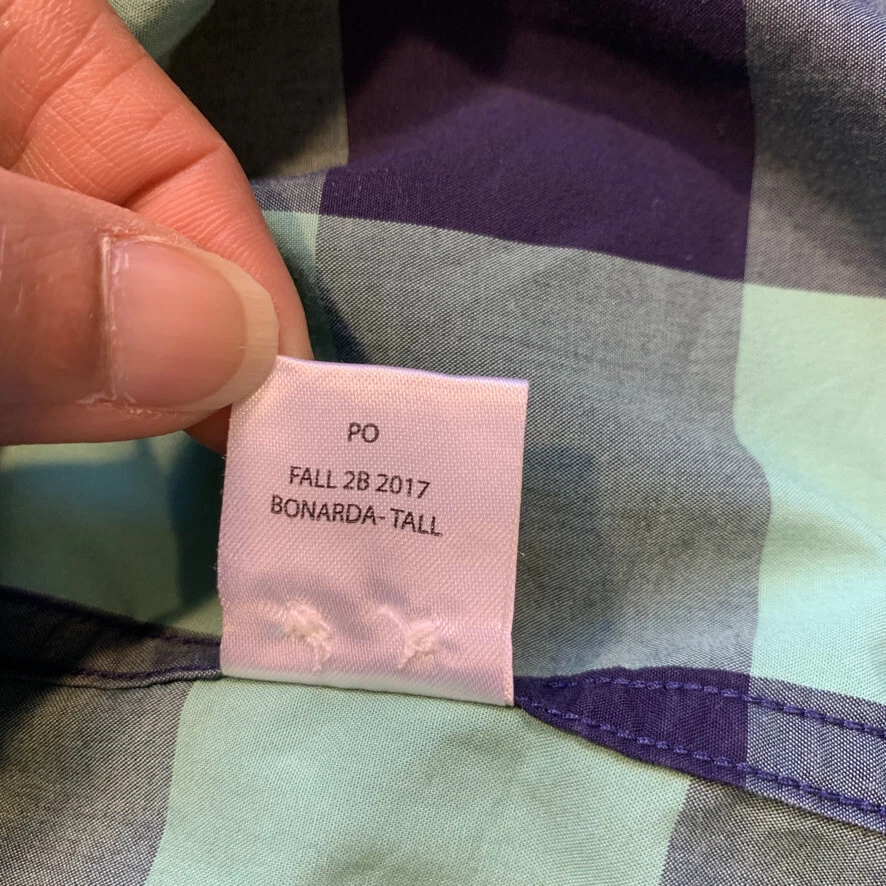 PO
FALL 2B 2017
BONARDA- TALL